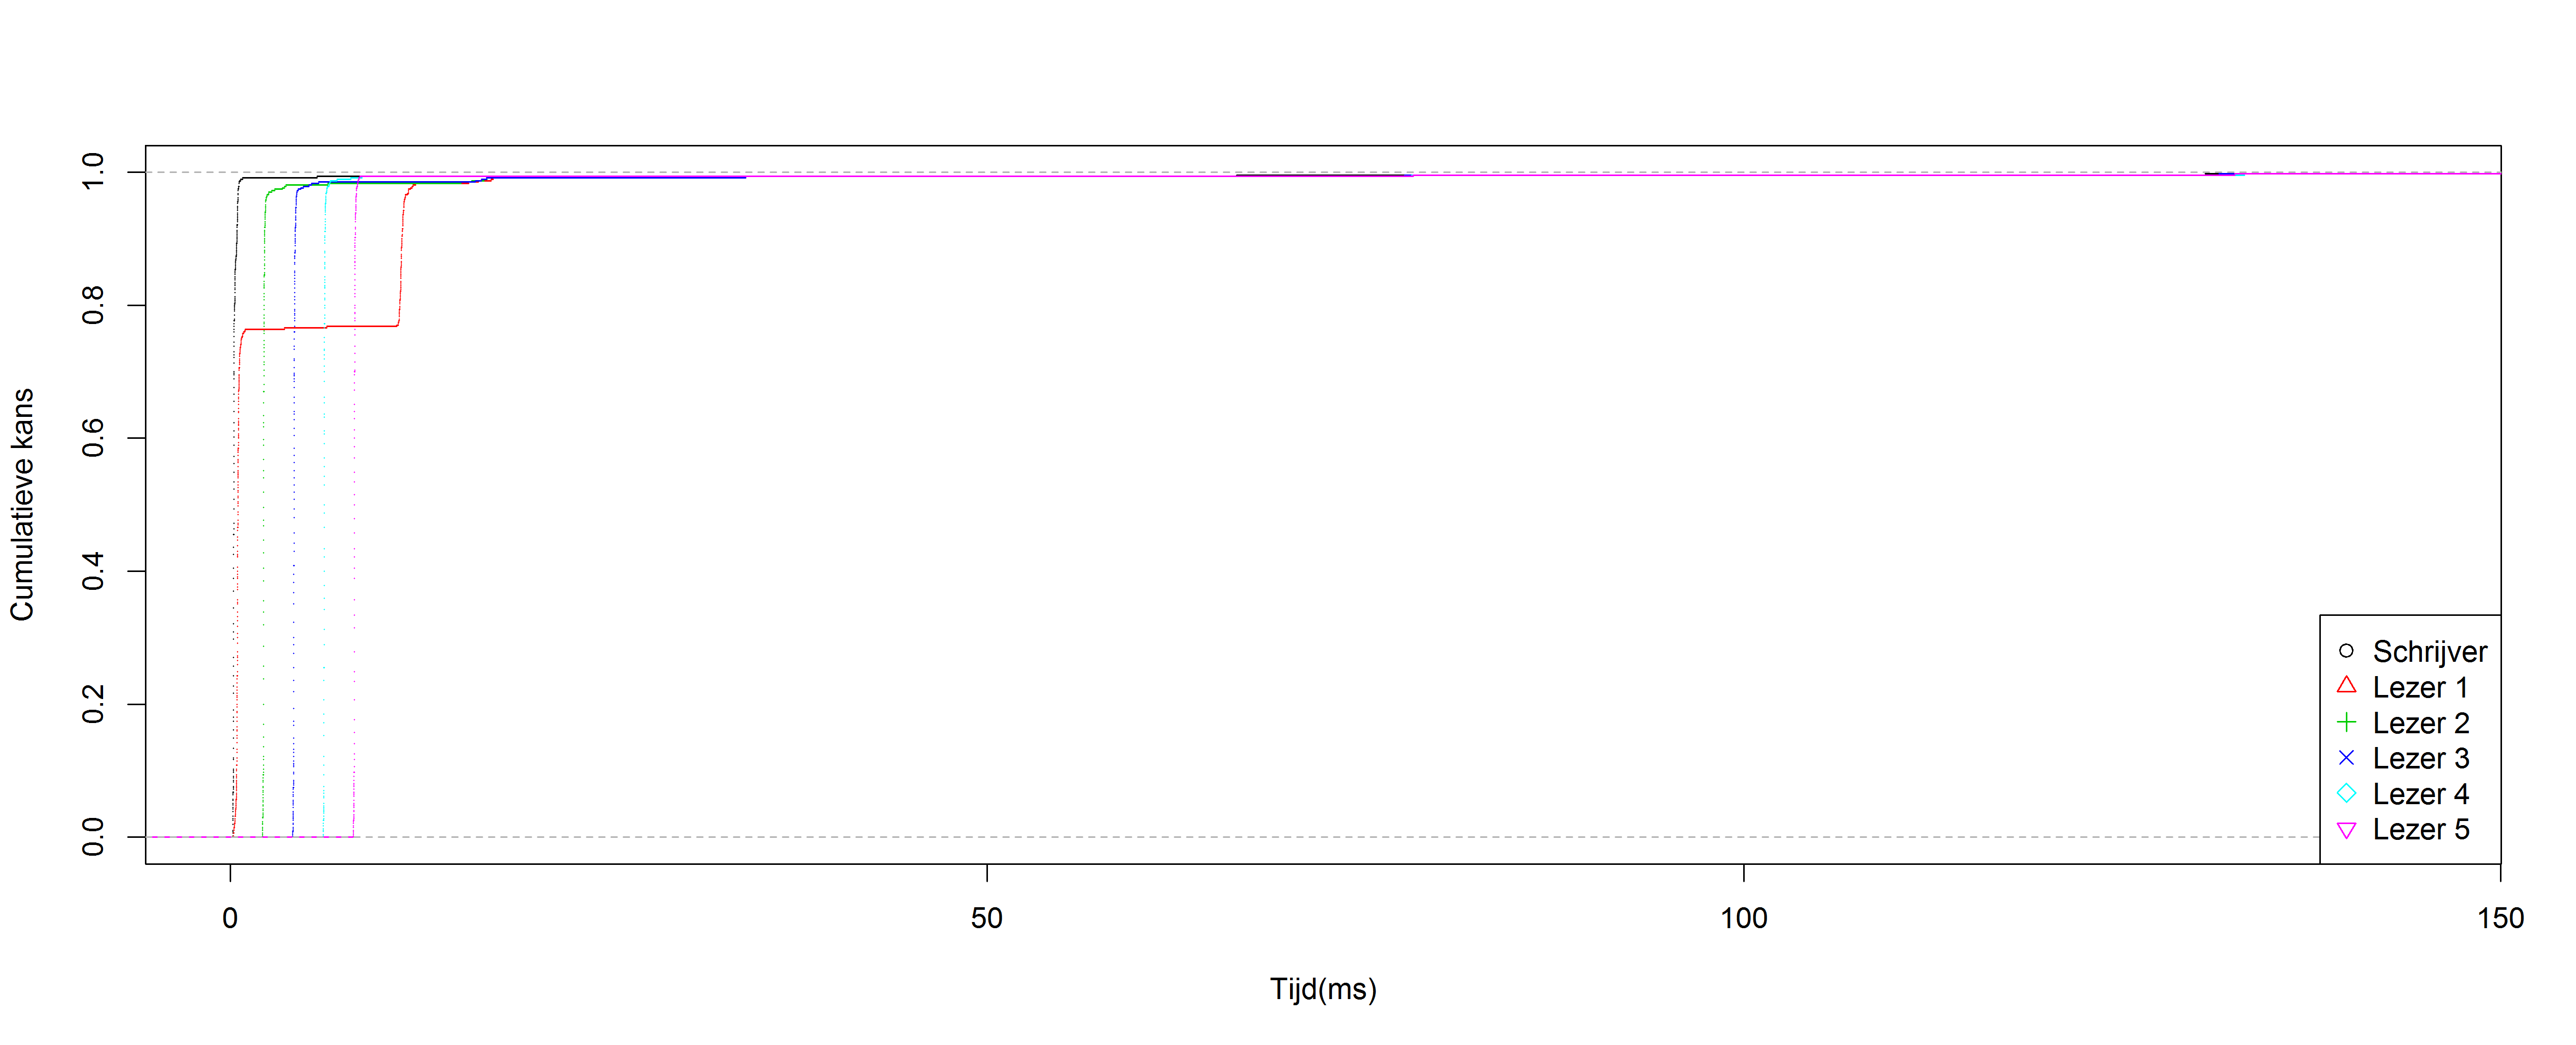 1.0
0.8
0.6
0.4
0.2
0.0
Cumulatieve kans
0 50 100 150
Tijd(ms)
Schrijver
Lezer 1
Lezer 2
Lezer 3
Lezer 4
Lezer 5